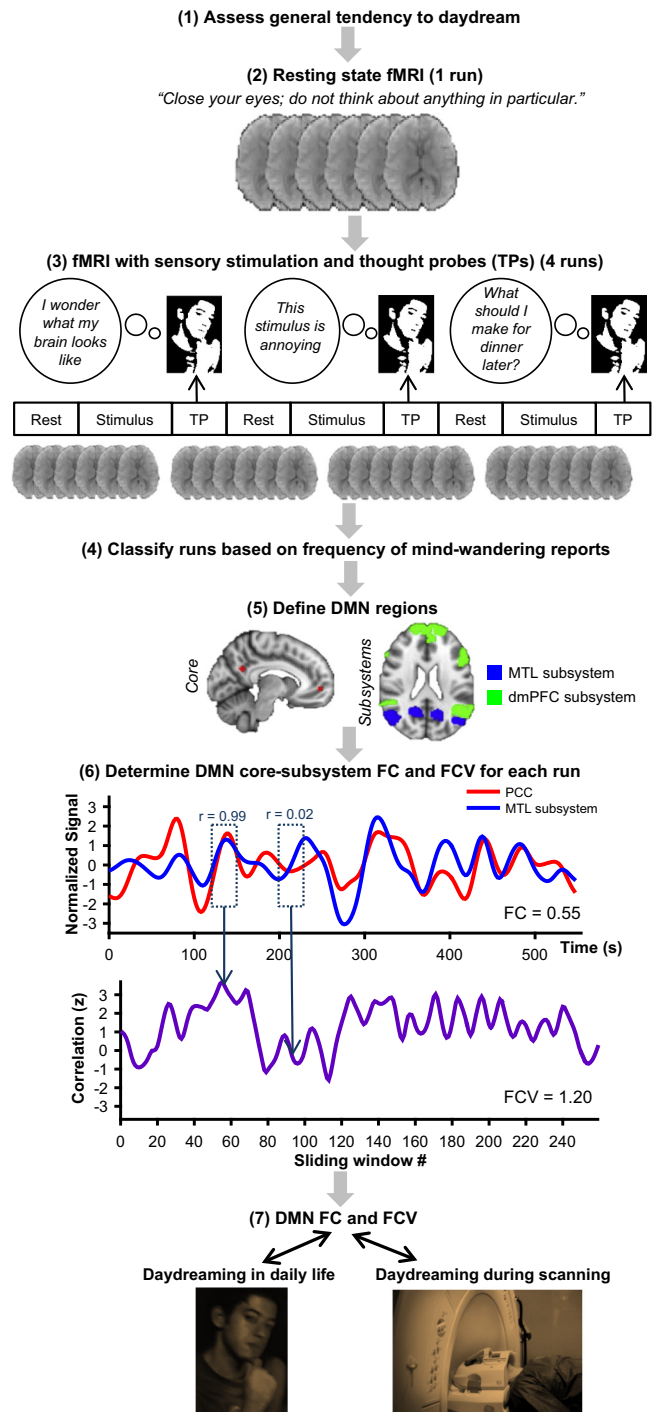 (1) Assess general tendency to daydream
(2) Resting state fMRI (1 run)
“Close your eyes; do not think about anything in particular.”
(3) fMRI with sensory stimulation and thought probes (TPs) (4 runs)
I wonder
what my
brain looks
like
This
stimulus is
annoying
What
should I
make for
dinner
later?
Rest Stimulus TP Rest Stimulus TP Rest Stimulus TP
(4) Classify runs based on frequency of mind-wandering reports
(5) Define DMN regions
Core
Subsystems
MTL subsystem
dmPFC subsystem
(6) Determine DMN core-subsystem FC and FCV for each run
PCC
MTL subsystem
r = 0.99
r = 0.02
Normalized Signal
3
2
1
0
-1
-2
-3
FC = 0.55
0 100 200 300 400 500
Time (s)
Correlation (z)
3
2
1
0
-1
-2
-3
FCV = 1.20
0 20 40 60 80 100 120 140 160 180 200 220 240
Sliding window #
(7) DMN FC and FCV
Daydreaming in daily life
Daydreaming during scanning